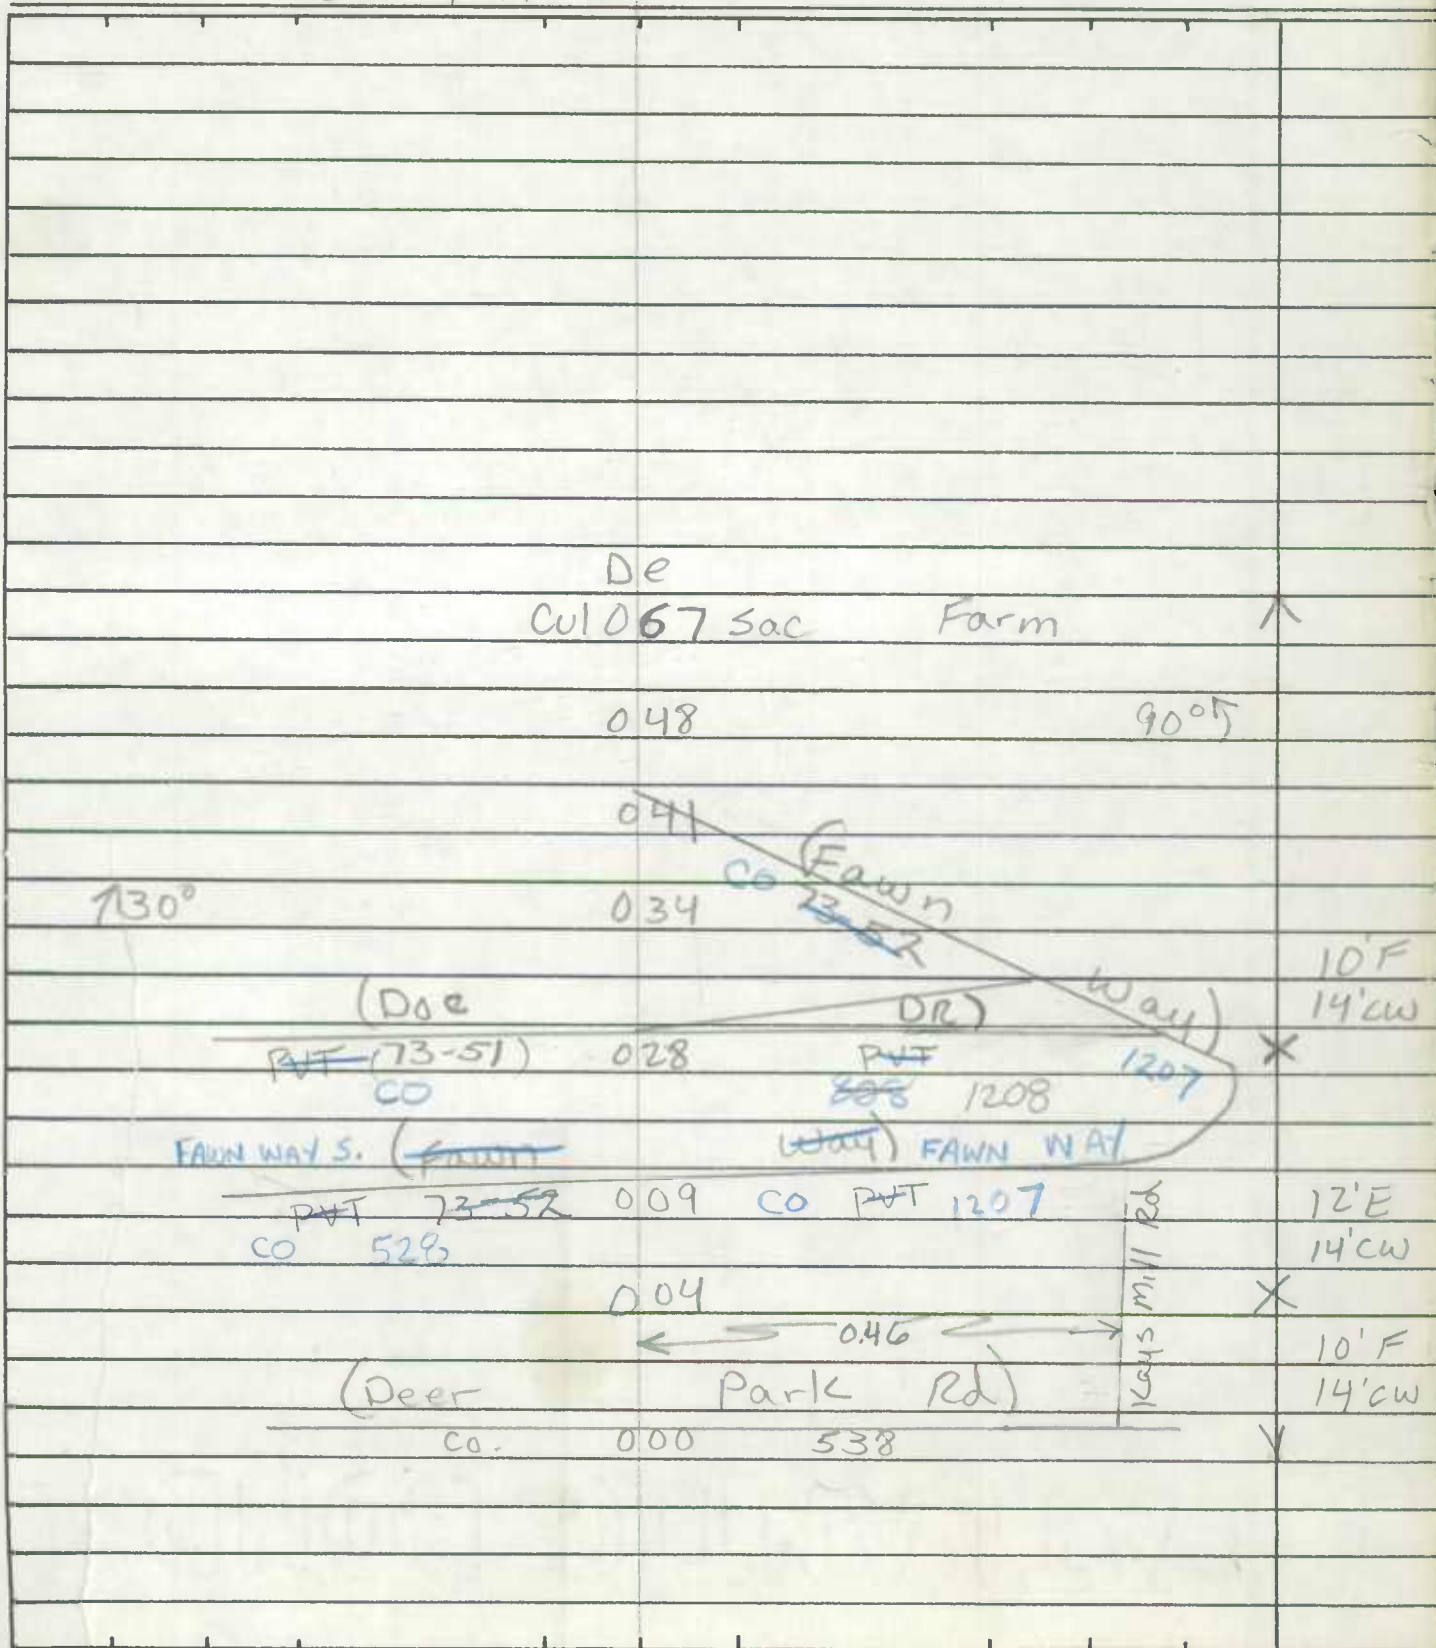 De
Cul 067 Sac Farm
048 90°
041
(Fawn Way)
CO 73-52
30° 034
10'F
14'CW
(Doe DR)
PVT (73-51) 028 PVT 1207
CO 808 1208
FAWN WAY S. (Fawn Way) FAWN WAY
PVT 73-52 009 CO PVT 1207
12'E
CO 528
14'CW
Kays Mill Rd
004
0.46
10'F
(Deer Park Rd)
14'CW
Co. 000 538